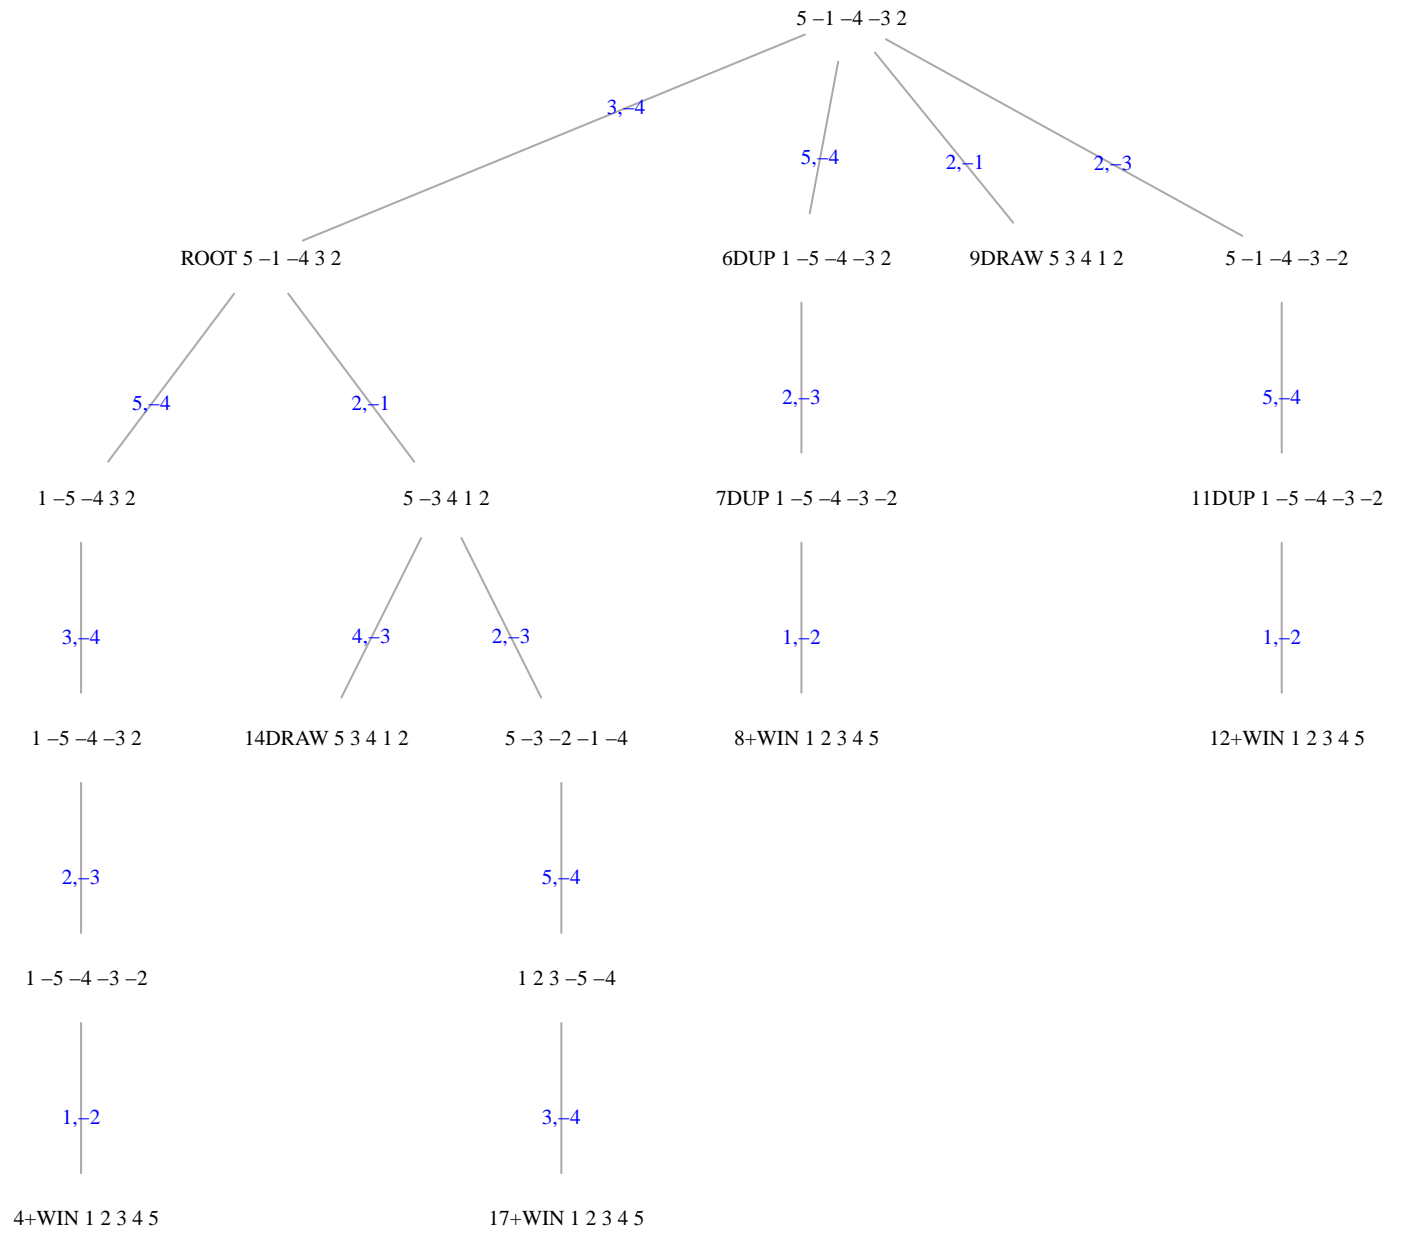 5 –1 –4 –3 2
3,–4
5,–4
2,–1
2,–3
ROOT 5 –1 –4 3 2
6DUP 1 –5 –4 –3 2
9DRAW 5 3 4 1 2
5 –1 –4 –3 –2
5,–4
2,–1
2,–3
5,–4
1 –5 –4 3 2
5 –3 4 1 2
7DUP 1 –5 –4 –3 –2
11DUP 1 –5 –4 –3 –2
3,–4
4,–3
2,–3
1,–2
1,–2
1 –5 –4 –3 2
14DRAW 5 3 4 1 2
5 –3 –2 –1 –4
8+WIN 1 2 3 4 5
12+WIN 1 2 3 4 5
2,–3
5,–4
1 –5 –4 –3 –2
1 2 3 –5 –4
1,–2
3,–4
4+WIN 1 2 3 4 5
17+WIN 1 2 3 4 5